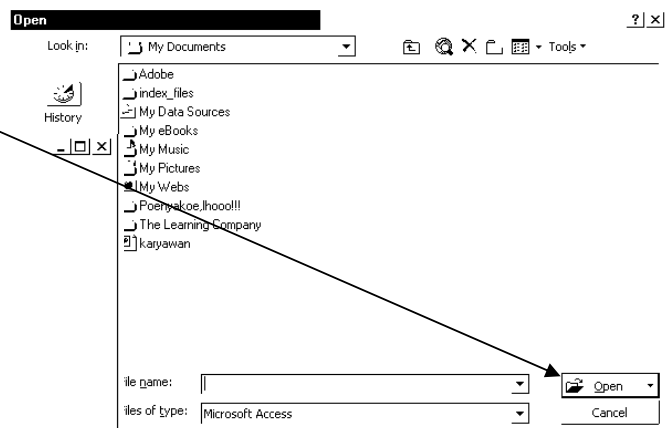 Open
Look in: My Documents Tools
Adobe
index_files
History
My Data Sources
My eBooks
My Music
My Pictures
My Webs
Poenyakoe,lhooo!!!
The Learning Company
karyawan
ile name: Open
iles of type: Microsoft Access Cancel